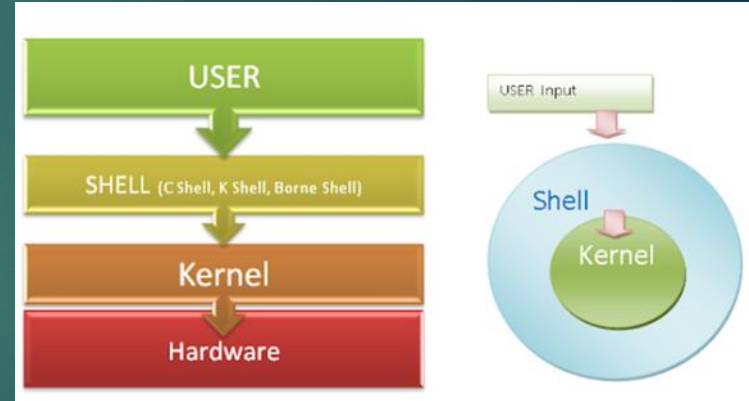 USER
SHELL (C Shell, K Shell, Borne Shell)
Kernel
Hardware
USER Input
Shell
Kernel